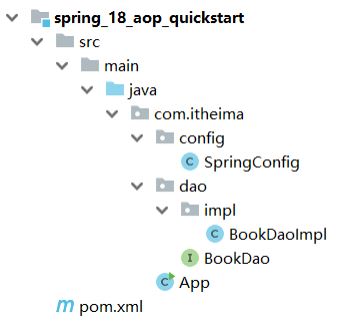 spring_18_aop_quickstart
src
main
java
com.itheima
config
C SpringConfig
dao
impl
C BookDaoImpl
I BookDao
C App
m pom.xml